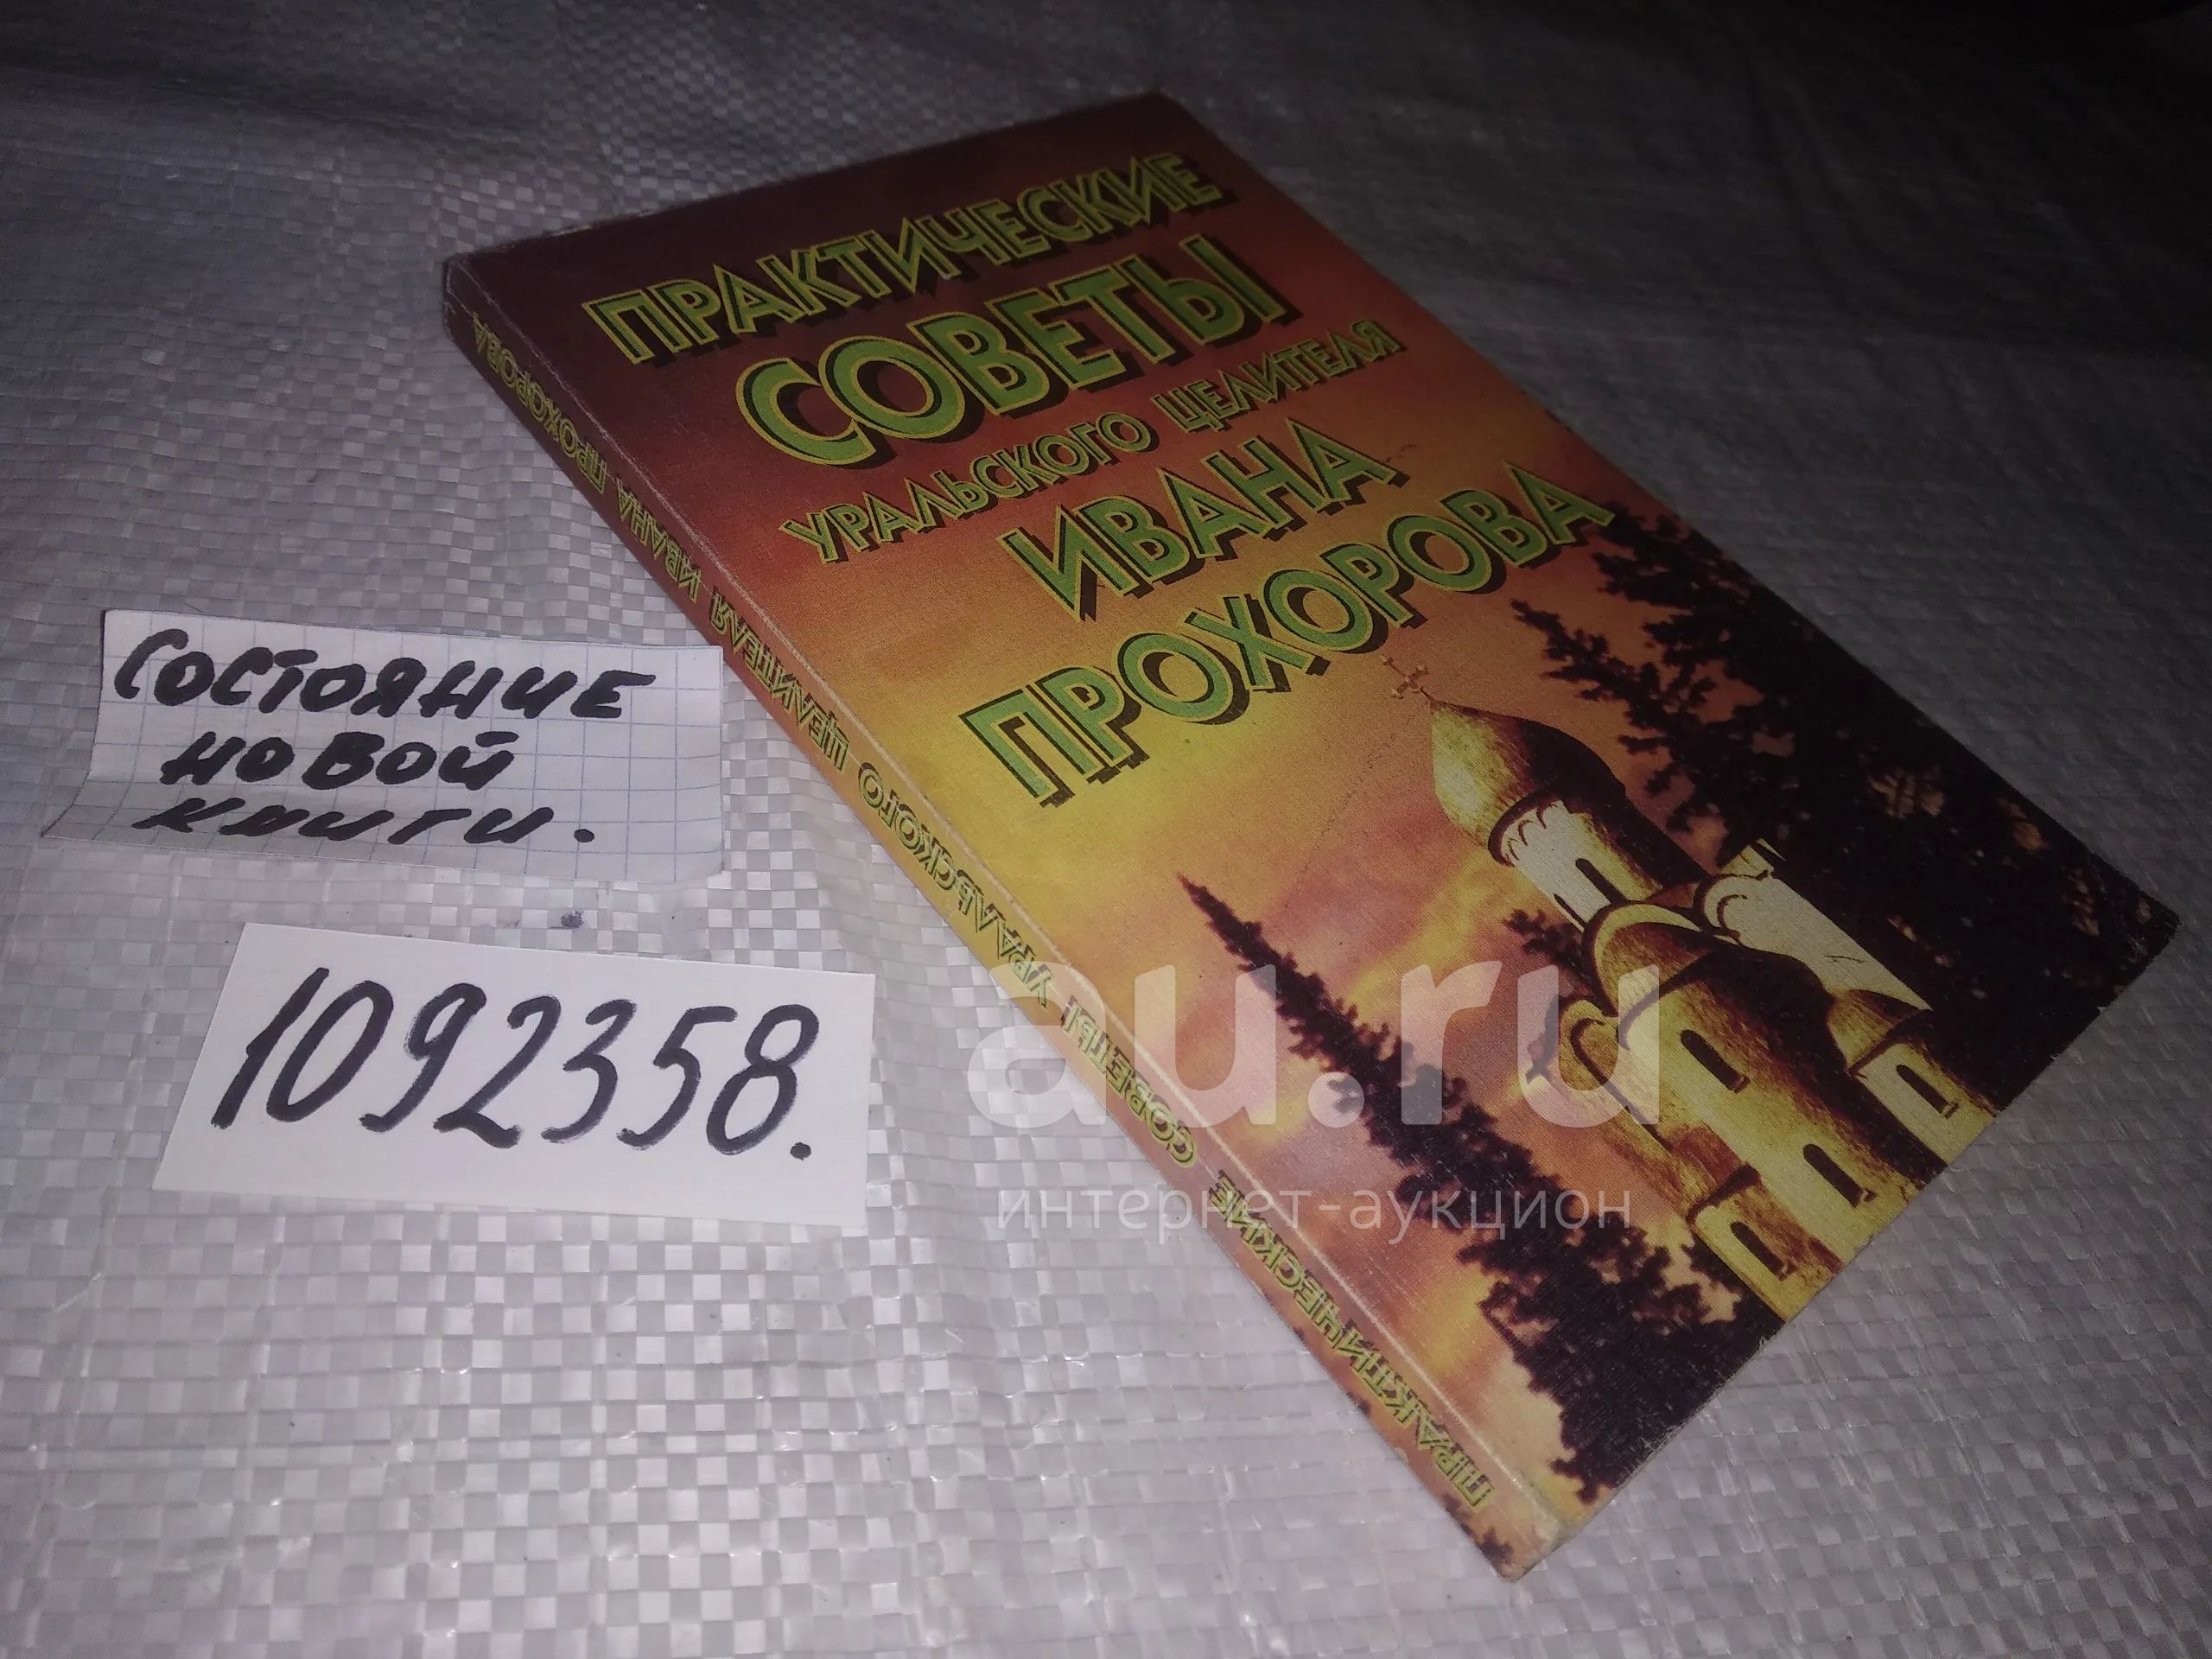 ПРАКТИЧЕСКИЕ
СОВЕТЫ
УРАЛЬСКОГО ЦЕЛИТЕЛЯ
ИВАНА
ПРОХОРОВА
ПРАКТИЧЕСКИЕ СОВЕТЫ УРАЛЬСКОГО ЦЕЛИТЕЛЯ ИВАНА ПРОХОРОВА
СОСТОЯНИЕ
НОВОЙ
КНИГИ.
1092358.
au.ru
интернет-аукцион